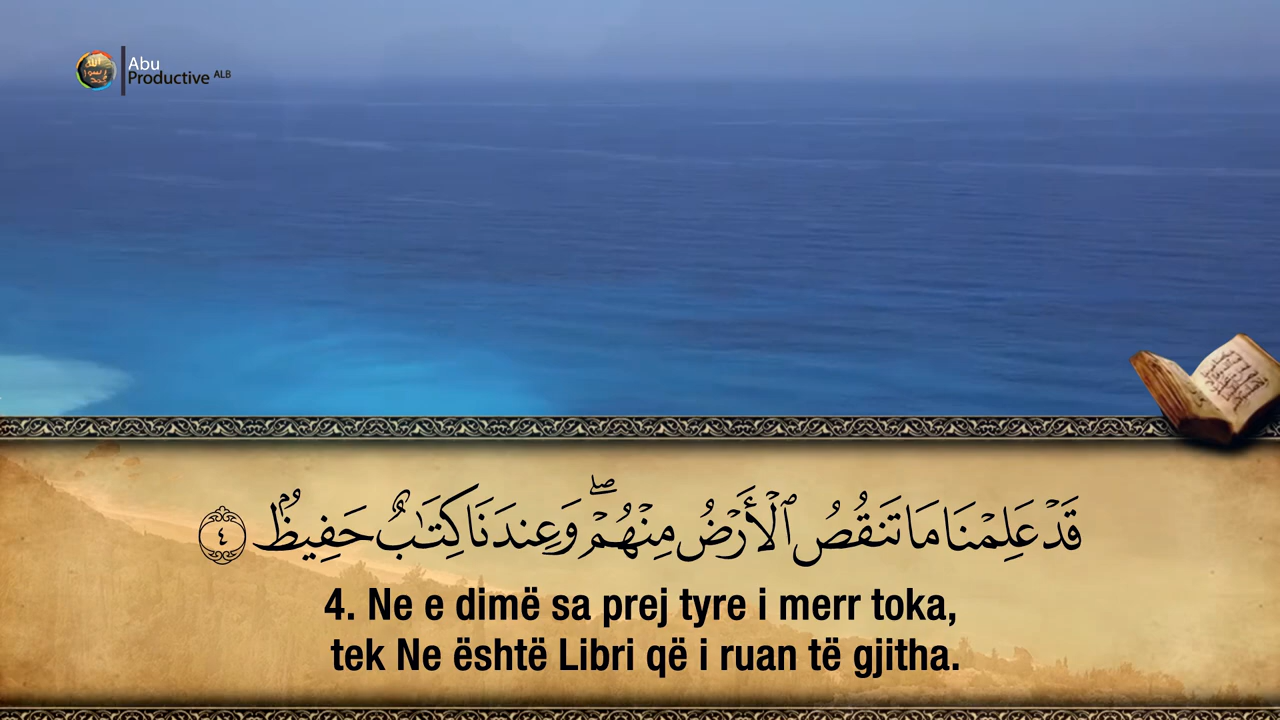 Abu
Productive ALB
قَدْ عَلِمْنَا مَا تَنقُصُ ٱلْأَرْضُ مِنْهُمْ ۖ وَعِندَنَا كِتَـٰبٌ حَفِيظٌۢ ٤
4. Ne e dimë sa prej tyre i merr toka,
tek Ne është Libri që i ruan të gjitha.